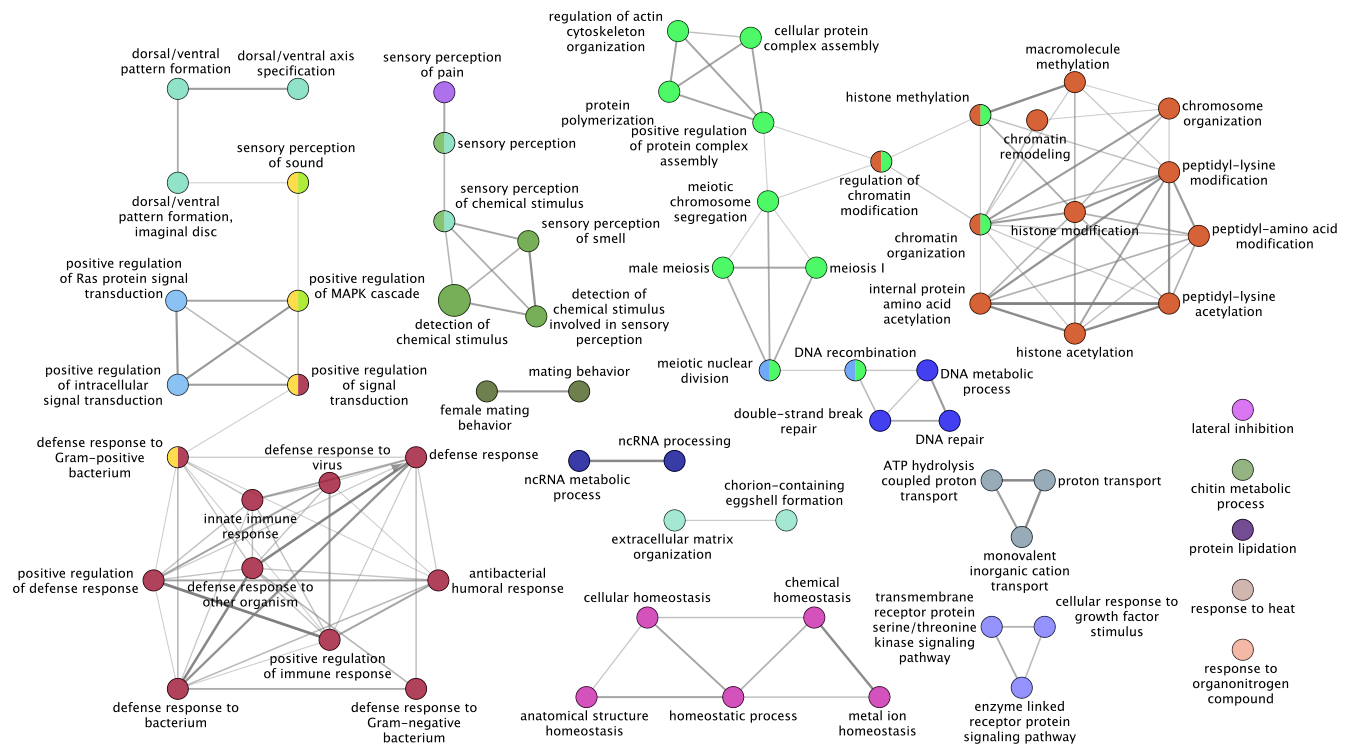 dorsal/ventral
pattern formation
dorsal/ventral axis
specification
sensory perception
of sound
dorsal/ventral
pattern formation,
imaginal disc
positive regulation
of Ras protein signal
transduction
positive regulation
of MAPK cascade
positive regulation
of intracellular
signal transduction
positive regulation
of signal
transduction
defense response to
Gram-positive
bacterium
defense response to
virus
defense response
innate immune
response
positive regulation
of defense response
defense response to
other organism
antibacterial
humoral response
positive regulation
of immune response
defense response to
bacterium
defense response to
Gram-negative
bacterium
sensory perception
of pain
sensory perception
sensory perception
of chemical stimulus
sensory perception
of smell
detection of
chemical stimulus
detection of
chemical stimulus
involved in sensory
perception
mating behavior
female mating
behavior
ncRNA processing
ncRNA metabolic
process
chorion-containing
eggshell formation
extracellular matrix
organization
cellular homeostasis
chemical
homeostasis
anatomical structure
homeostasis
homeostatic process
metal ion
homeostasis
regulation of actin
cytoskeleton
organization
cellular protein
complex assembly
protein
polymerization
positive regulation
of protein complex
assembly
meiotic
chromosome
segregation
regulation of
chromatin
modification
male meiosis
meiosis I
meiotic nuclear
division
DNA recombination
DNA metabolic
process
double-strand break
repair
DNA repair
macromolecule
methylation
histone methylation
chromatin
remodeling
chromosome
organization
peptidyl-lysine
modification
histone modification
peptidyl-amino acid
modification
chromatin
organization
internal protein
amino acid
acetylation
peptidyl-lysine
acetylation
histone acetylation
ATP hydrolysis
coupled proton
transport
proton transport
monovalent
inorganic cation
transport
transmembrane
receptor protein
serine/threonine
kinase signaling
pathway
cellular response to
growth factor
stimulus
enzyme linked
receptor protein
signaling pathway
lateral inhibition
chitin metabolic
process
protein lipidation
response to heat
response to
organonitrogen
compound